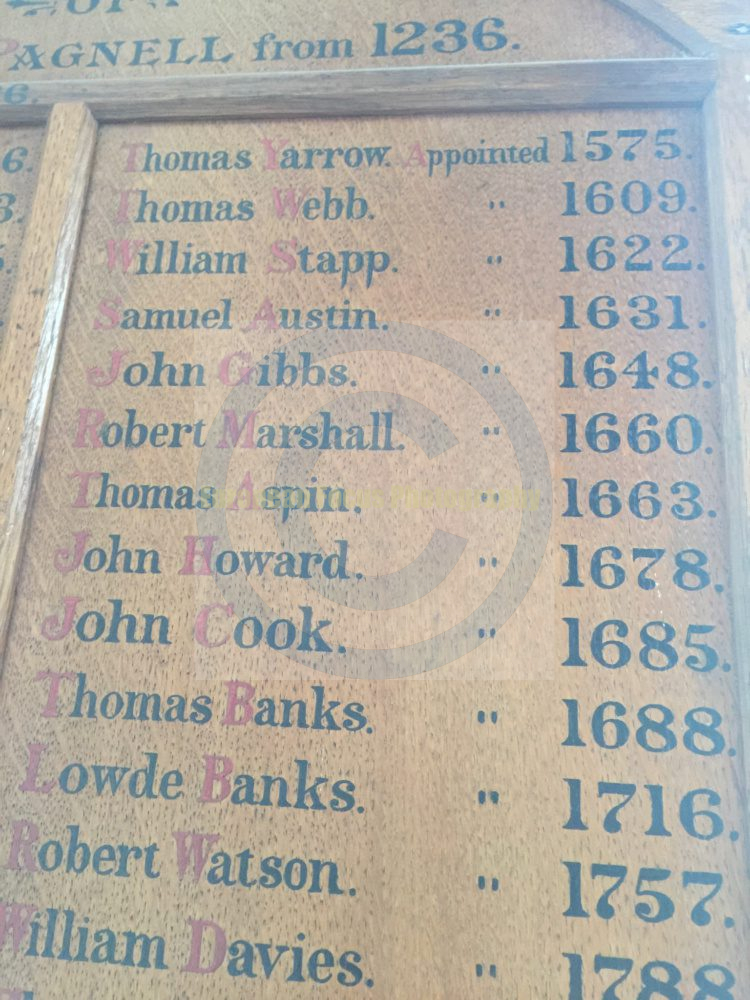 PAGNELL from 1236.
Thomas Yarrow. Appointed 1575.
Thomas Webb. " 1609.
William Stapp. " 1622.
Samuel Austin. " 1631.
John Gibbs. " 1648.
Robert Marshall. " 1660.
Thomas Aspin. " 1663.
John Howard. " 1678.
John Cook. " 1685.
Thomas Banks. " 1688.
Lowde Banks. " 1716.
Robert Watson. " 1757.
William Davies. " 1788